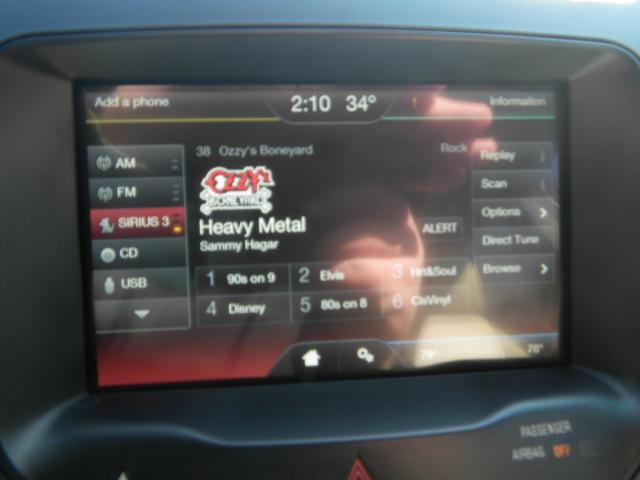 Add a phone 2:10 34° Information
AM
FM
SIRIUS 3
CD
USB
38 Ozzy's Boneyard Rock
OZZY'S
BONEYARD
Heavy Metal
Sammy Hagar
ALERT
1 90s on 9 2 Elvis 3 Hrt&Soul
4 Disney 5 80s on 8 6 ClsVinyl
Replay
Scan
Options
Direct Tune
Browse
79° 78°
PASSENGER
AIRBAG OFF